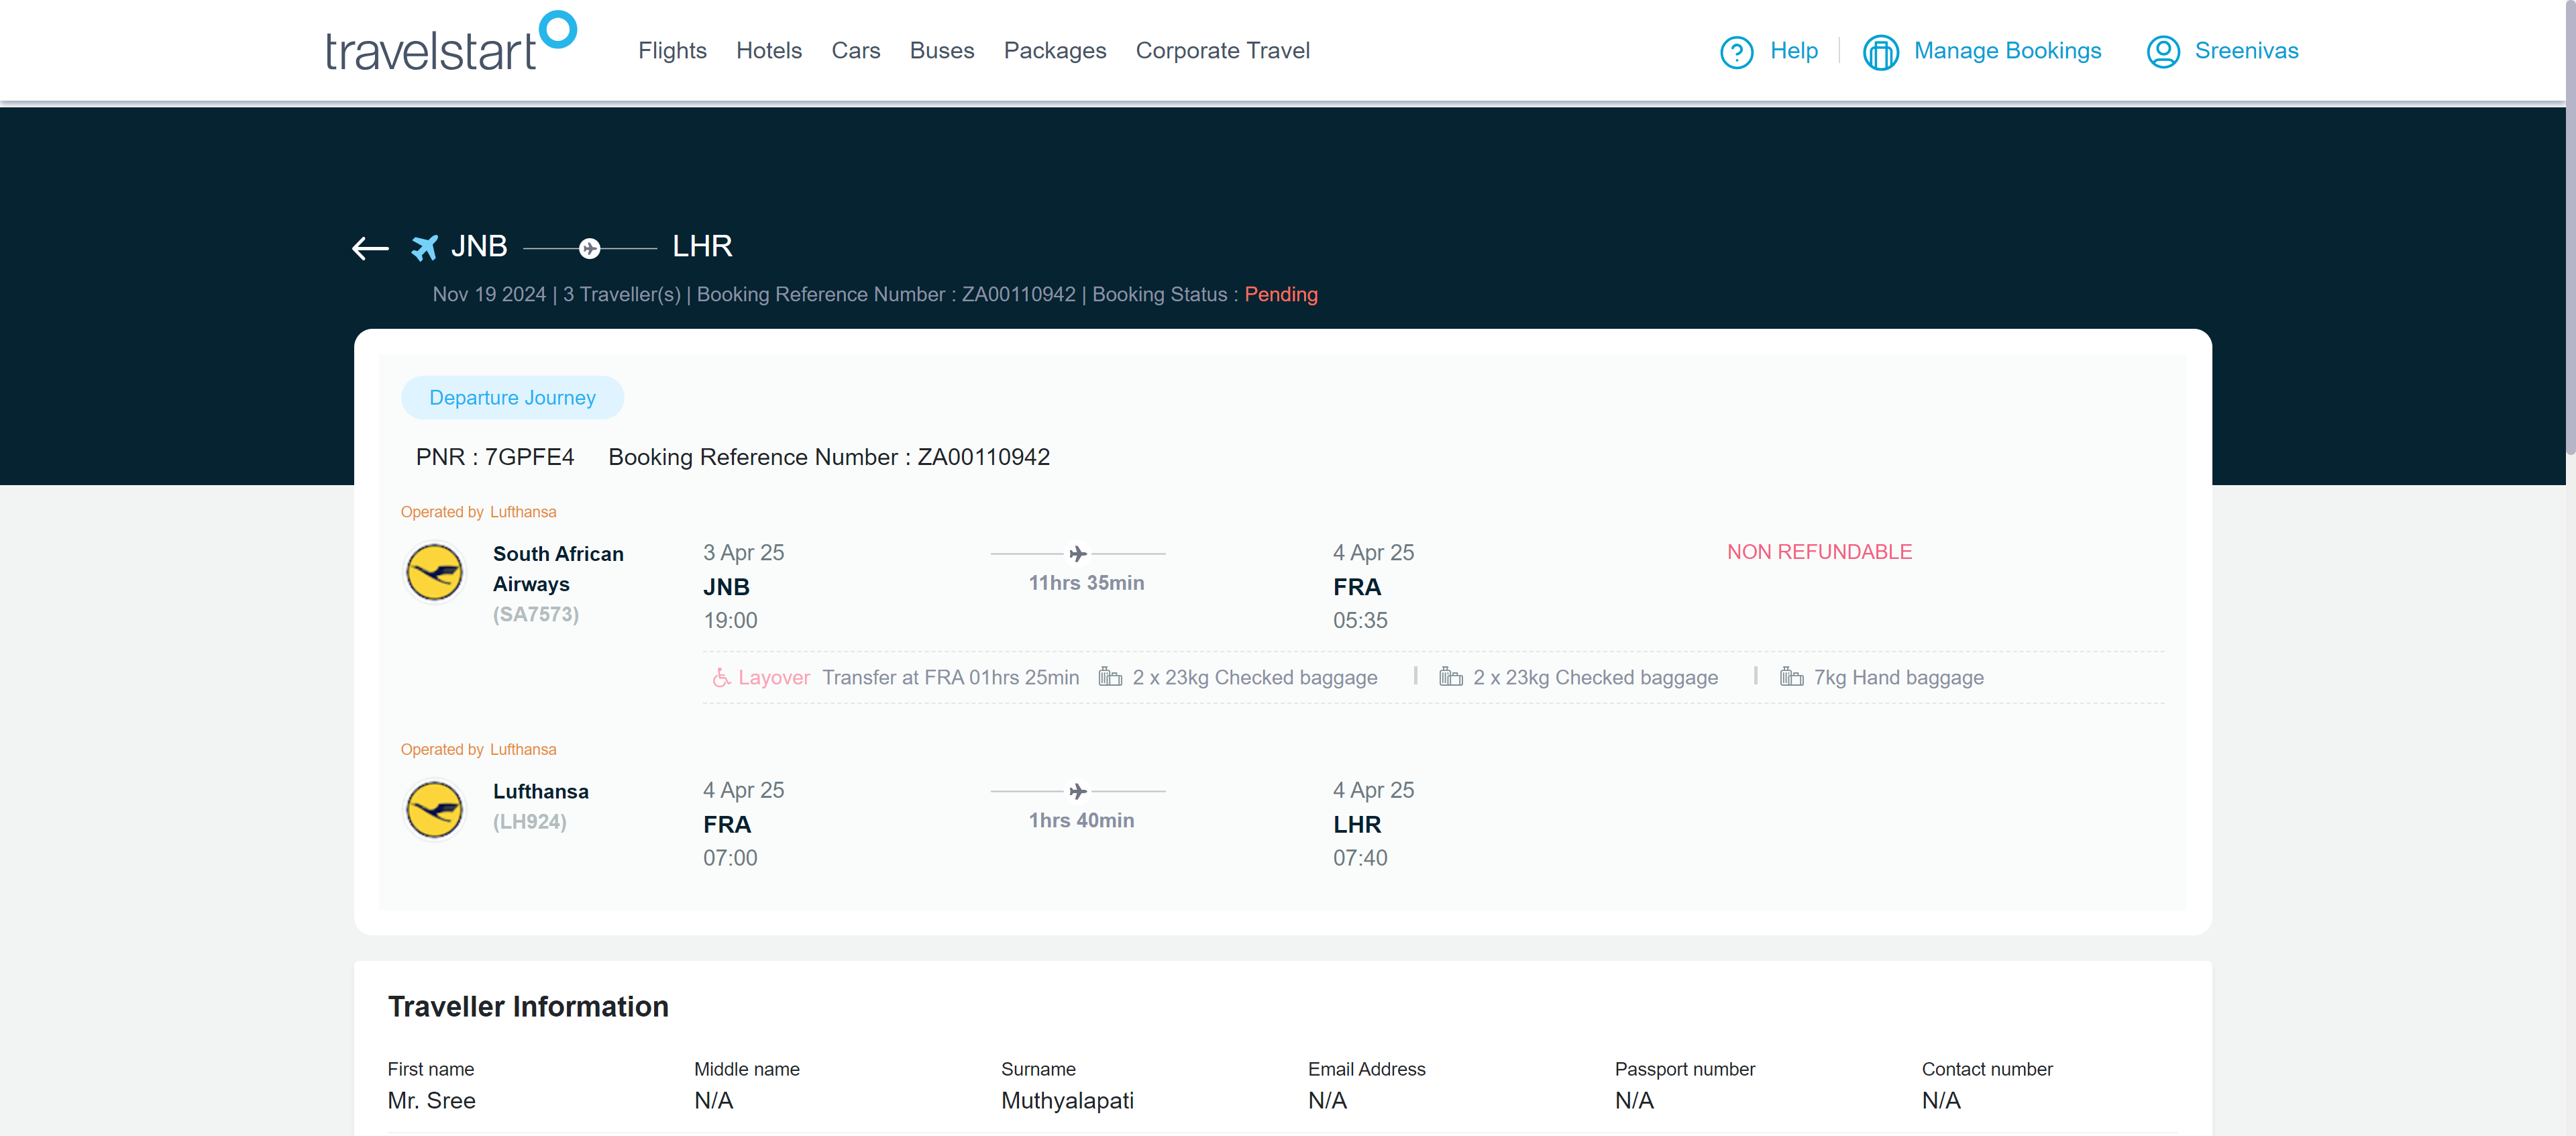 travelstart
Flights Hotels Cars Buses Packages Corporate Travel Help Manage Bookings Sreenivas
JNB LHR
Nov 19 2024 | 3 Traveller(s) | Booking Reference Number : ZA00110942 | Booking Status : Pending
Departure Journey
PNR : 7GPFE4 Booking Reference Number : ZA00110942
Operated by Lufthansa
South African Airways
(SA7573)
3 Apr 25
JNB
19:00
11hrs 35min
4 Apr 25
FRA
05:35
NON REFUNDABLE
Layover Transfer at FRA 01hrs 25min 2 x 23kg Checked baggage | 2 x 23kg Checked baggage | 7kg Hand baggage
Operated by Lufthansa
Lufthansa
(LH924)
4 Apr 25
FRA
07:00
1hrs 40min
4 Apr 25
LHR
07:40
Traveller Information
First name Middle name Surname Email Address Passport number Contact number
Mr. Sree N/A Muthyalapati N/A N/A N/A